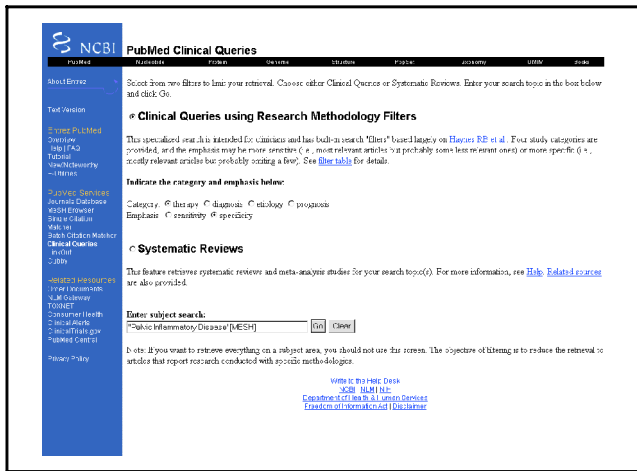 NCBI
PubMed Clinical Queries
PubMed Nucleotide Protein Genome Structure PopSet Taxonomy OMIM Books
About Entrez
Select from two filters to limit your retrieval. Choose either Clinical Queries or Systematic Reviews. Enter your search topic in the box below
and click Go.
Text Version
Clinical Queries using Research Methodology Filters
Entrez PubMed
Overview
Help | FAQ
Tutorial
New/Noteworthy
E-Utilities
This specialized search is intended for clinicians and has built-in search "filters" based largely on Haynes RB et al. Four study categories are
provided, and the emphasis may be more sensitive (i.e., most relevant articles but probably some less relevant ones) or more specific (i.e.,
mostly relevant articles but probably omitting a few). See filter table for details.
Indicate the category and emphasis below:
PubMed Services
Journals Database
MeSH Browser
Single Citation
Matcher
Batch Citation Matcher
Clinical Queries
LinkOut
Cubby
Category: therapy diagnosis etiology prognosis
Emphasis: sensitivity specificity
Systematic Reviews
This feature retrieves systematic reviews and meta-analysis studies for your search topic(s). For more information, see Help. Related sources
are also provided.
Related Resources
Order Documents
NLM Gateway
TOXNET
Consumer Health
Clinical Alerts
ClinicalTrials.gov
PubMed Central
Enter subject search:
"Pelvic Inflammatory Disease" [MESH] Go Clear
Privacy Policy
Note: If you want to retrieve everything on a subject area, you should not use this screen. The objective of filtering is to reduce the retrieval to
articles that report research conducted with specific methodologies.
Write to the Help Desk
NCBI | NLM | NIH
Department of Health & Human Services
Freedom of Information Act | Disclaimer